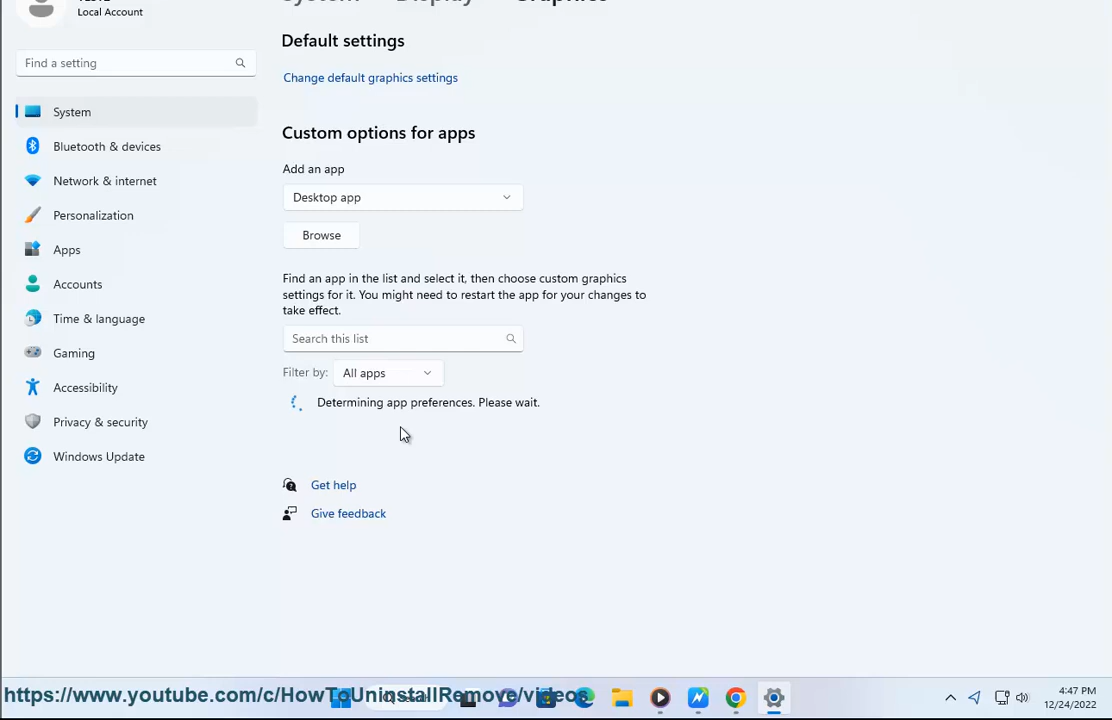 Local Account
System Display Graphics
Find a setting
System
Bluetooth & devices
Network & internet
Personalization
Apps
Accounts
Time & language
Gaming
Accessibility
Privacy & security
Windows Update
Default settings
Change default graphics settings
Custom options for apps
Add an app
Desktop app
Browse
Find an app in the list and select it, then choose custom graphics
settings for it. You might need to restart the app for your changes to
take effect.
Search this list
Filter by: All apps
Determining app preferences. Please wait.
Get help
Give feedback
https://www.youtube.com/c/HowToUninstallRemove/videos
4:47 PM
12/24/2022